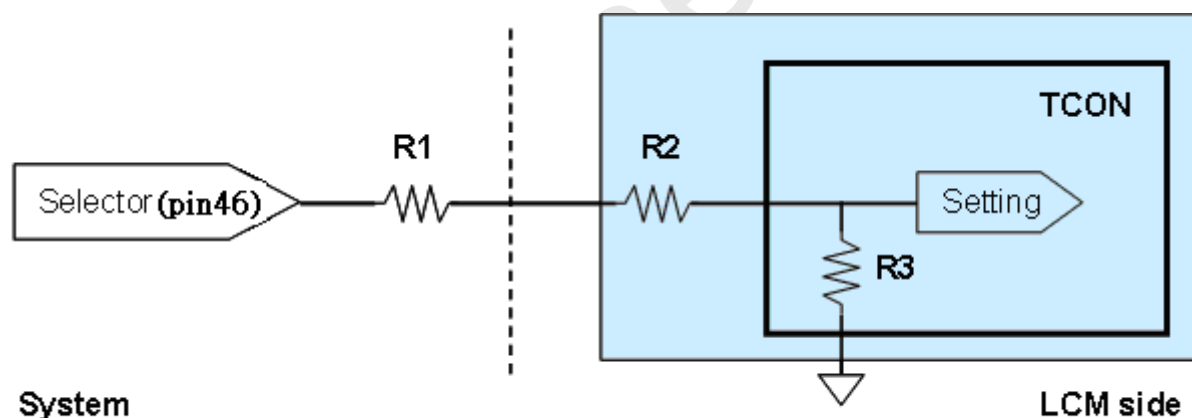 TCON
R1
R2
Selector(pin46)
Setting
R3
System
LCM side